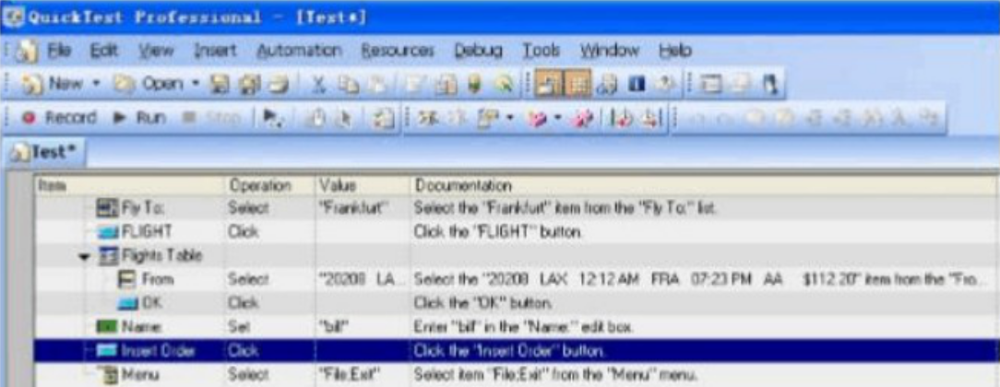 QuickTest Professional - [Test*]
File Edit View Insert Automation Resources Debug Tools Window Help
New Open
Record Run Stop
Test*
Item Operation Value Documentation
Fly To: Select "Frankfurt" Select the "Frankfurt" item from the "Fly To:" list.
FLIGHT Click Click the "FLIGHT" button.
Flights Table
From Select "20208 LA... Select the "20208 LAX 12:12 AM FRA 07:23 PM AA $112.20" item from the "Fro...
OK Click Click the "OK" button.
Name: Set "bill" Enter "bill" in the "Name:" edit box.
Insert Order Click Click the "Insert Order" button.
Menu Select "File;Exit" Select item "File;Exit" from the "Menu" menu.